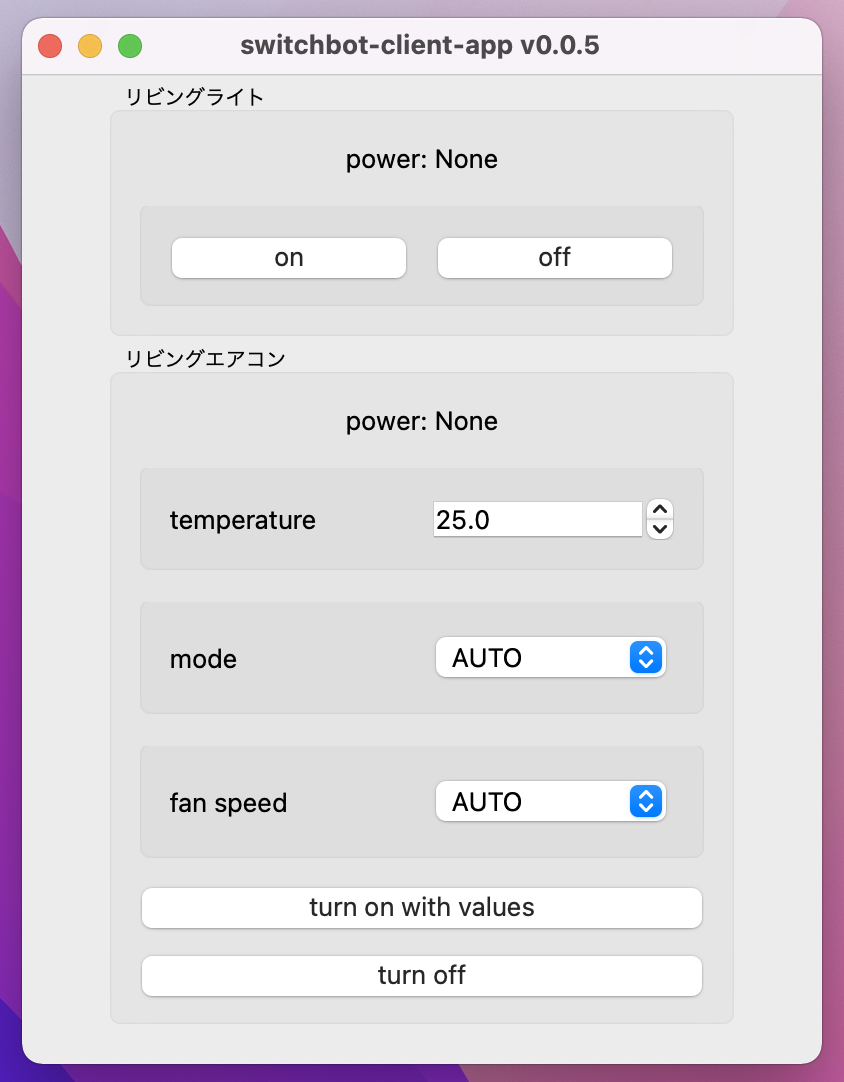 switchbot-client-app v0.0.5
リビングライト
power: None
on off
リビングエアコン
power: None
temperature 25.0
mode AUTO
fan speed AUTO
turn on with values
turn off